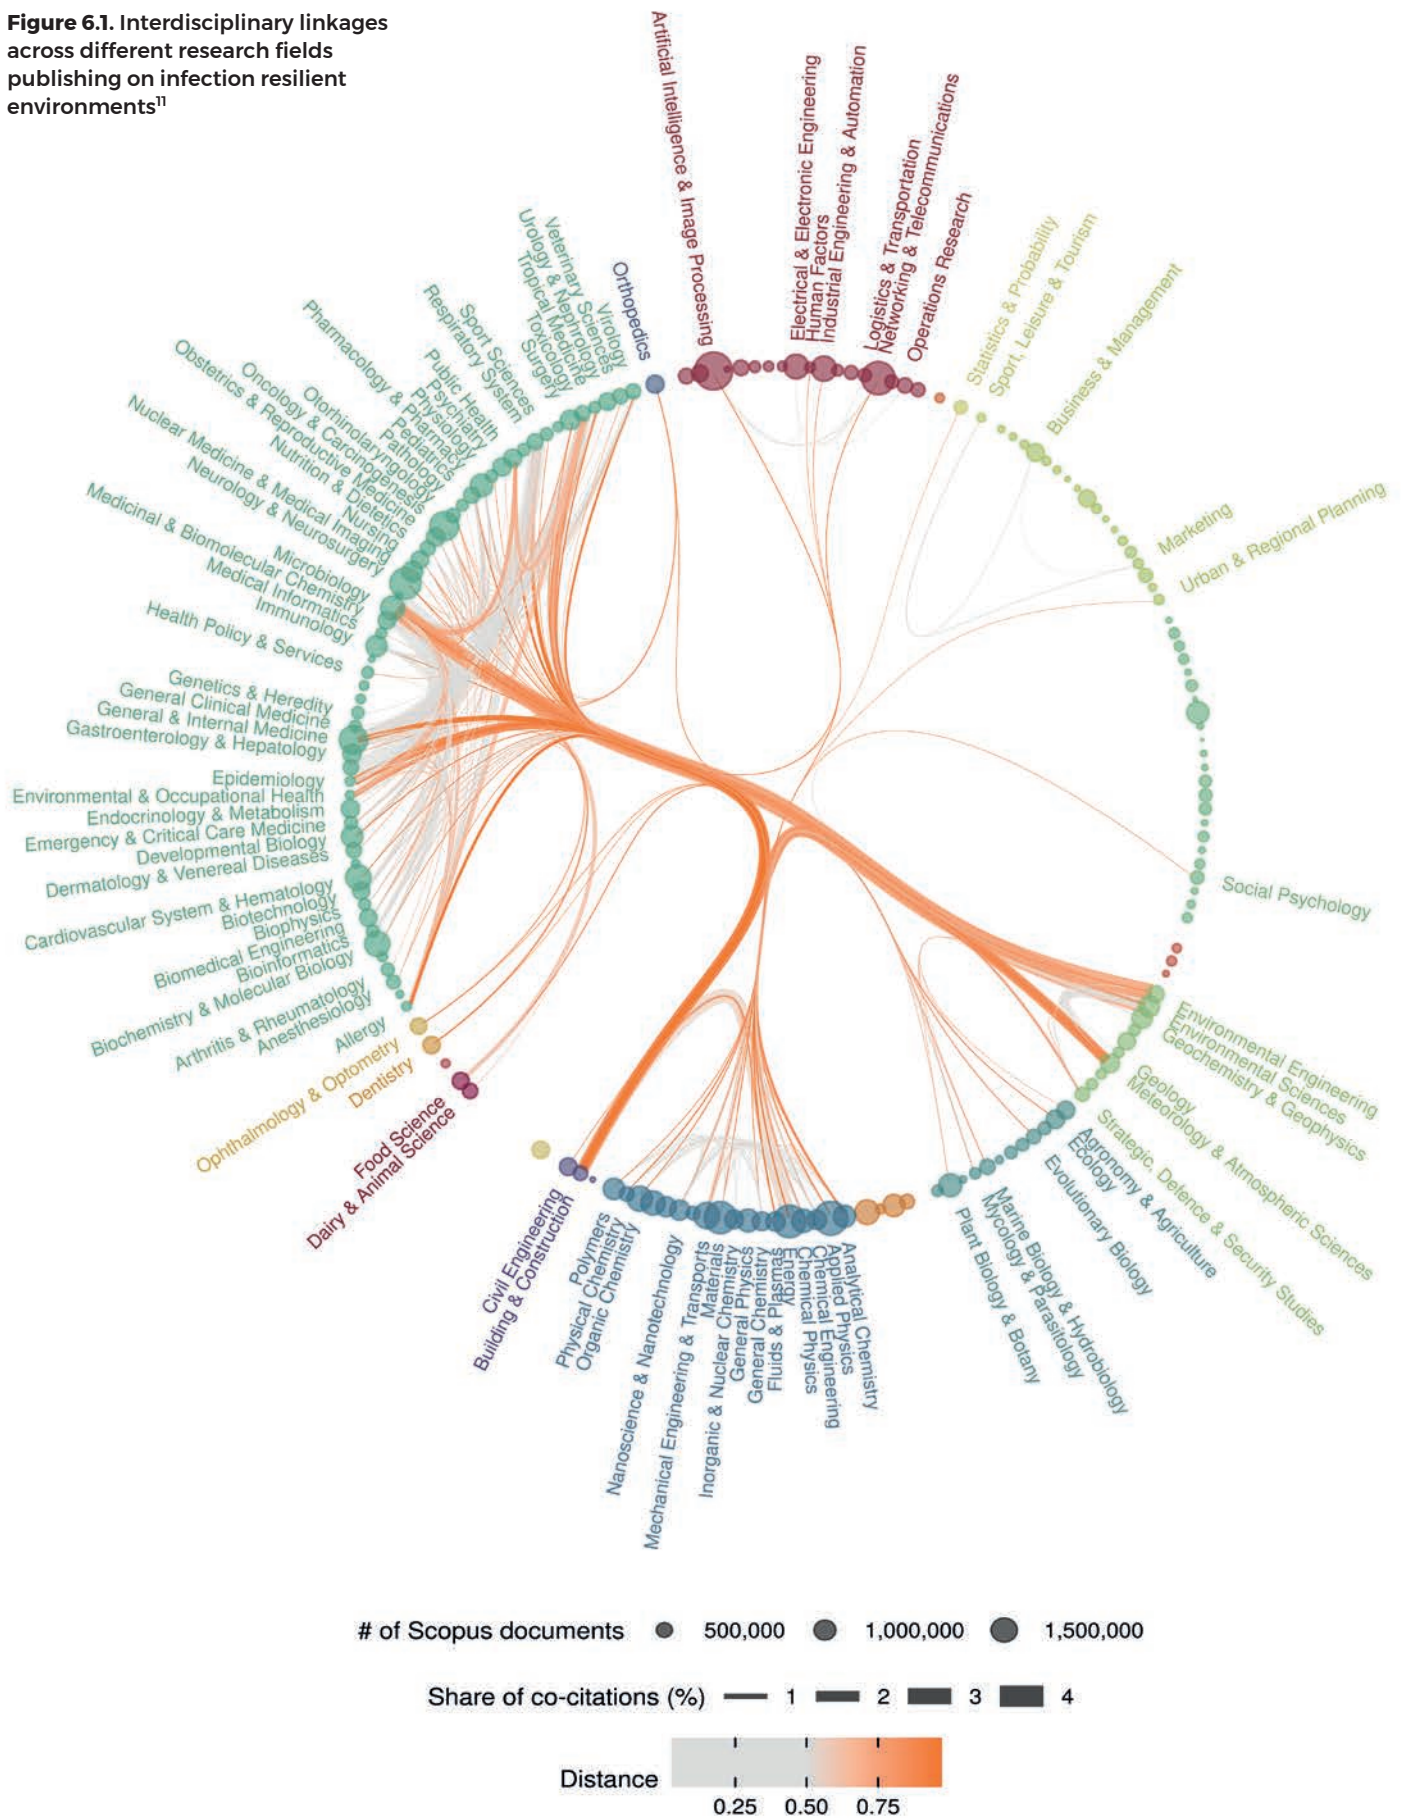 Figure 6.1. Interdisciplinary linkages
across different research fields
publishing on infection resilient
environments11
Artificial Intelligence & Image Processing
Electrical & Electronic Engineering
Human Factors
Industrial Engineering & Automation
Logistics & Transportation
Networking & Telecommunications
Operations Research
Statistics & Probability
Sport, Leisure & Tourism
Business & Management
Marketing
Urban & Regional Planning
Social Psychology
Environmental Engineering
Environmental Sciences
Geochemistry & Geophysics
Geology
Meteorology & Atmospheric Sciences
Strategic, Defence & Security Studies
Agronomy & Agriculture
Ecology
Evolutionary Biology
Marine Biology & Hydrobiology
Mycology & Parasitology
Plant Biology & Botany
Analytical Chemistry
Applied Physics
Chemical Engineering
Chemical Physics
Energy
Fluids & Plasmas
General Chemistry
General Physics
Inorganic & Nuclear Chemistry
Materials
Mechanical Engineering & Transports
Nanoscience & Nanotechnology
Organic Chemistry
Physical Chemistry
Polymers
Building & Construction
Civil Engineering
Dairy & Animal Science
Food Science
Dentistry
Ophthalmology & Optometry
Allergy
Anesthesiology
Arthritis & Rheumatology
Biochemistry & Molecular Biology
Bioinformatics
Biomedical Engineering
Biophysics
Biotechnology
Cardiovascular System & Hematology
Dermatology & Venereal Diseases
Developmental Biology
Emergency & Critical Care Medicine
Endocrinology & Metabolism
Environmental & Occupational Health
Epidemiology
Gastroenterology & Hepatology
General & Internal Medicine
General Clinical Medicine
Genetics & Heredity
Health Policy & Services
Immunology
Medical Informatics
Medicinal & Biomolecular Chemistry
Microbiology
Neurology & Neurosurgery
Nuclear Medicine & Medical Imaging
Nursing
Nutrition & Dietetics
Obstetrics & Reproductive Medicine
Oncology & Carcinogenesis
Otorhinolaryngology
Pathology
Pediatrics
Pharmacology & Pharmacy
Physiology
Psychiatry
Public Health
Respiratory System
Sport Sciences
Surgery
Toxicology
Tropical Medicine
Urology & Nephrology
Veterinary Sciences
Virology
Orthopedics
# of Scopus documents 500,000 1,000,000 1,500,000
Share of co-citations (%) 1 2 3 4
Distance
0.25 0.50 0.75